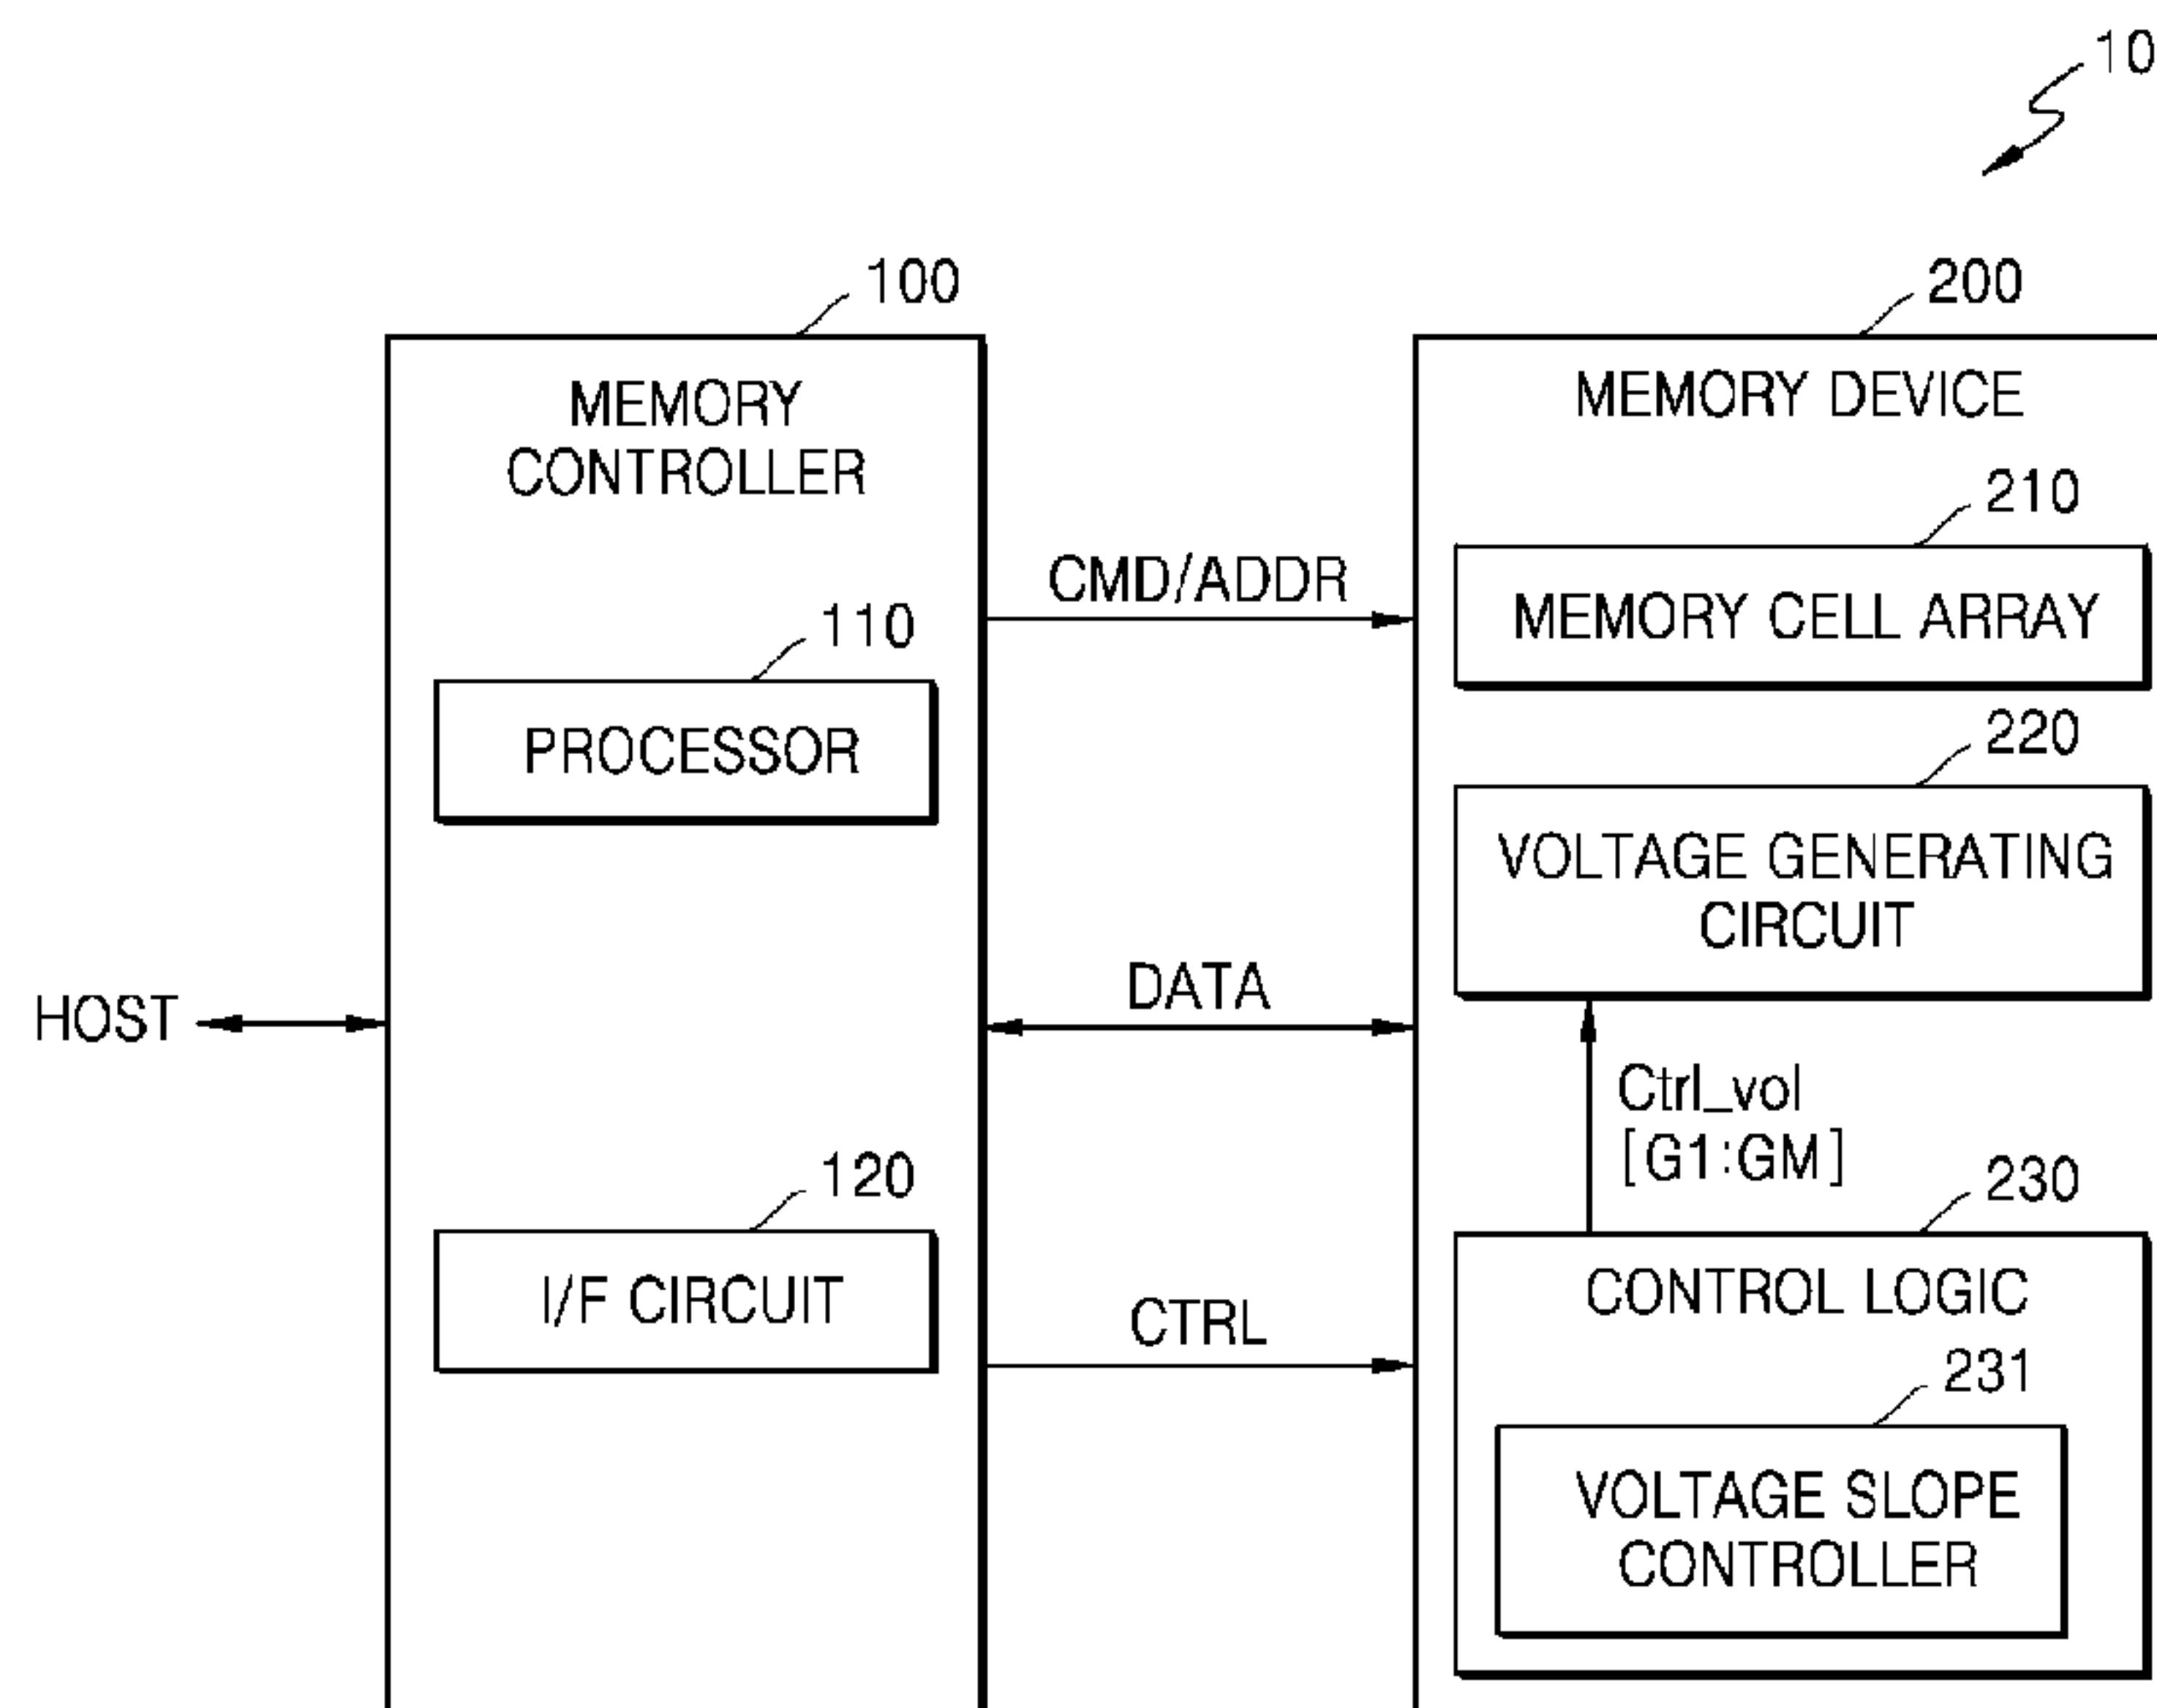 10
100
MEMORY
CONTROLLER
110
PROCESSOR
120
I/F CIRCUIT
HOST
CMD/ADDR
DATA
CTRL
200
MEMORY DEVICE
210
MEMORY CELL ARRAY
220
VOLTAGE GENERATING
CIRCUIT
Ctrl_vol
[G1:GM]
230
CONTROL LOGIC
231
VOLTAGE SLOPE
CONTROLLER